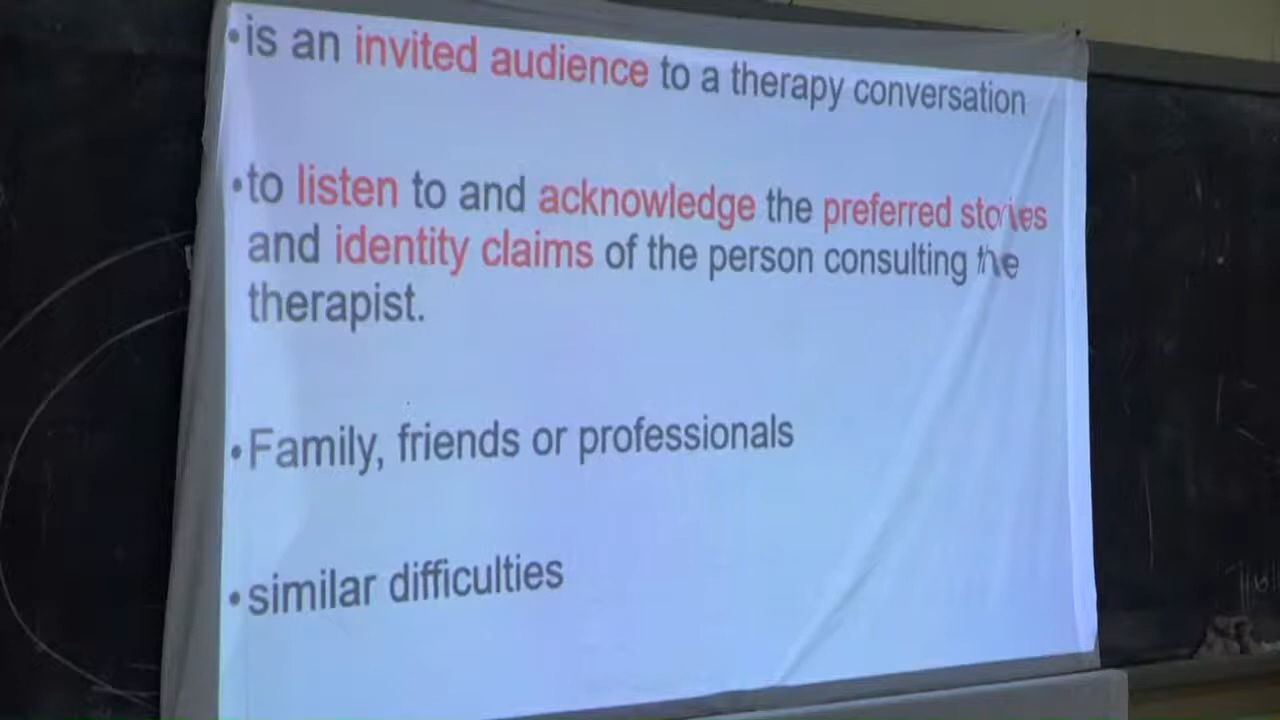 •is an invited audience to a therapy conversation
•to listen to and acknowledge the preferred stories
and identity claims of the person consulting the
therapist.
•Family, friends or professionals
•similar difficulties